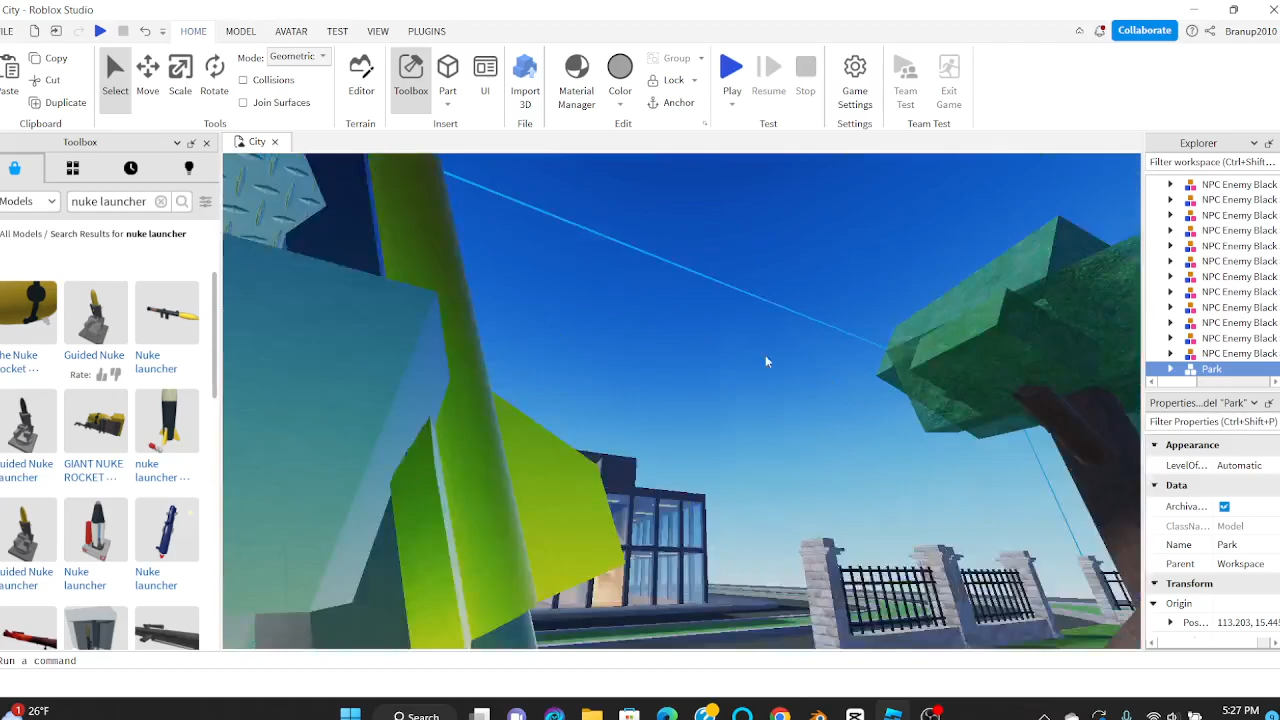 City - Roblox Studio
ILE
HOME MODEL AVATAR TEST VIEW PLUGINS
Collaborate
Branup2010
aste
Copy
Cut
Duplicate
Clipboard
Select Move Scale Rotate
Mode: Geometric
Collisions
Join Surfaces
Tools
Editor
Terrain
Toolbox Part UI
Insert
Import 3D
File
Material Manager
Color
Group
Lock
Anchor
Edit
Play Resume Stop
Test
Game Settings
Settings
Team Test
Exit Game
Team Test
Toolbox
City
Explorer
Models
nuke launcher
Filter workspace (Ctrl+Shift...
All Models / Search Results for nuke launcher
NPC Enemy Black
NPC Enemy Black
NPC Enemy Black
NPC Enemy Black
NPC Enemy Black
NPC Enemy Black
NPC Enemy Black
NPC Enemy Black
NPC Enemy Black
NPC Enemy Black
NPC Enemy Black
NPC Enemy Black
Park
he Nuke ocket ...
Guided Nuke
Rate:
Nuke launcher
uided Nuke auncher
GIANT NUKE ROCKET ...
nuke launcher ...
uided Nuke auncher
Nuke launcher
Nuke launcher
Properties...del "Park"
Filter Properties (Ctrl+Shift+P)
Appearance
LevelOf... Automatic
Data
Archiva...
ClassNa... Model
Name Park
Parent Workspace
Transform
Origin
Pos... 113.203, 15.445
Run a command
1
26°F
Search
5:27 PM